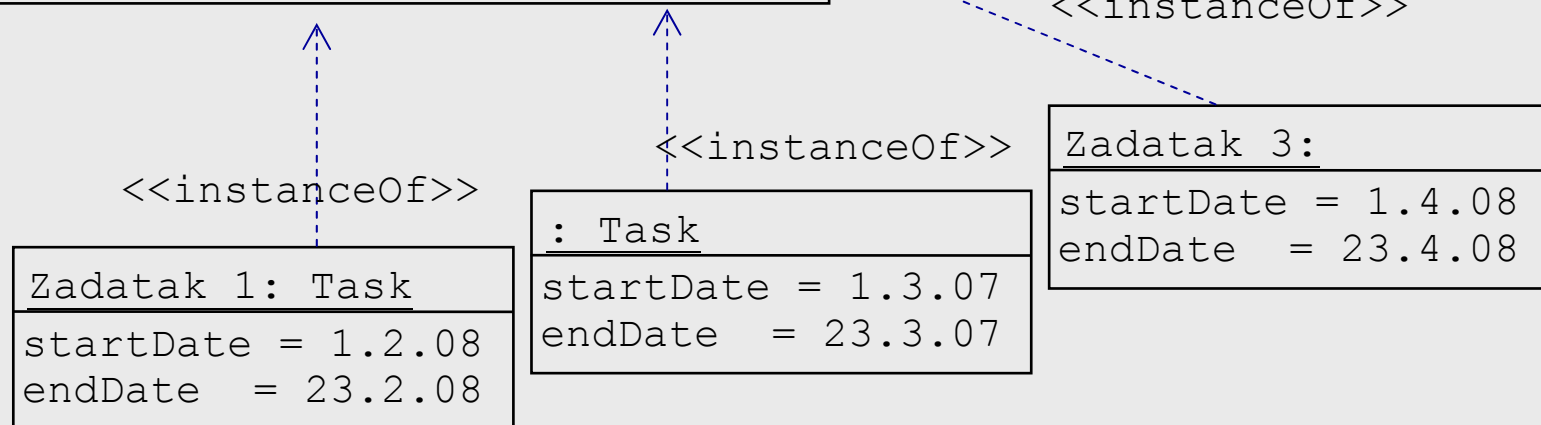 <<instanceOf>>
<<instanceOf>>
<<instanceOf>>
Zadatak 1: Task
startDate = 1.2.08
endDate  = 23.2.08
: Task
startDate = 1.3.07
endDate  = 23.3.07
Zadatak 3:
startDate = 1.4.08
endDate  = 23.4.08